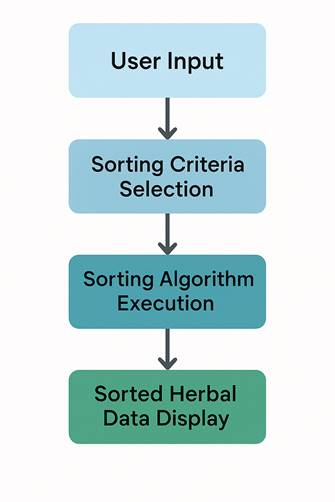 User Input
Sorting Criteria
Selection
Sorting Algorithm
Execution
Sorted Herbal
Data Display